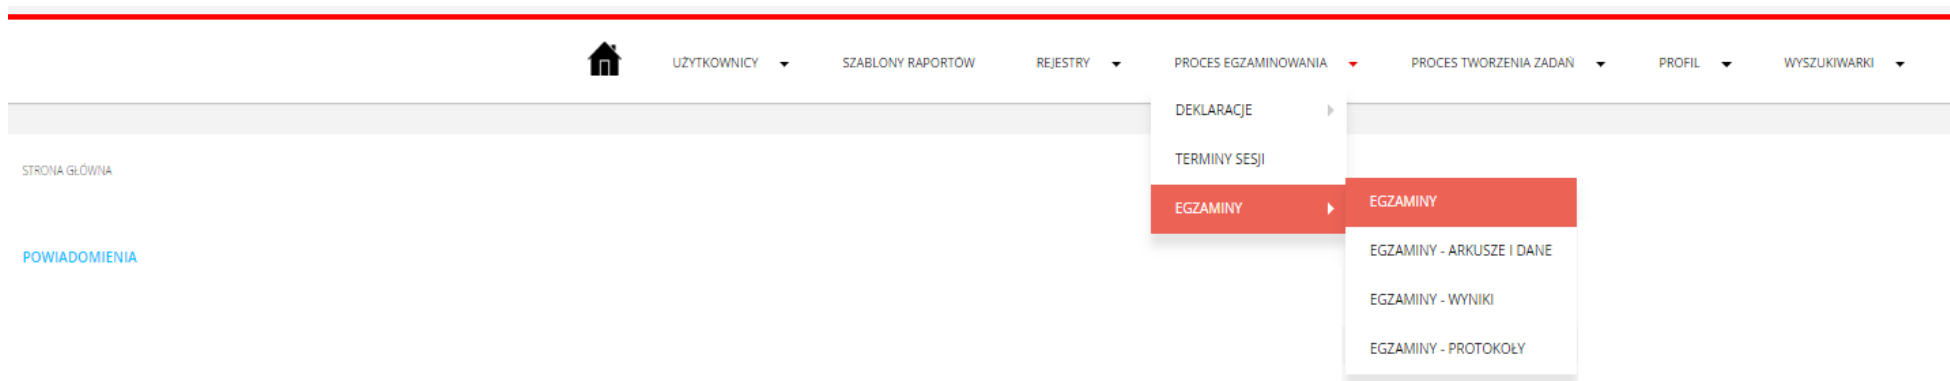 UŻYTKOWNICY SZABLONY RAPORTÓW REJESTRY PROCES EGZAMINOWANIA PROCES TWORZENIA ZADAŃ PROFIL WYSZUKIWARKI
DEKLARACJE
TERMINY SESJI
EGZAMINY
EGZAMINY
EGZAMINY - ARKUSZE I DANE
EGZAMINY - WYNIKI
EGZAMINY - PROTOKOŁY
STRONA GŁÓWNA
POWIADOMIENIA